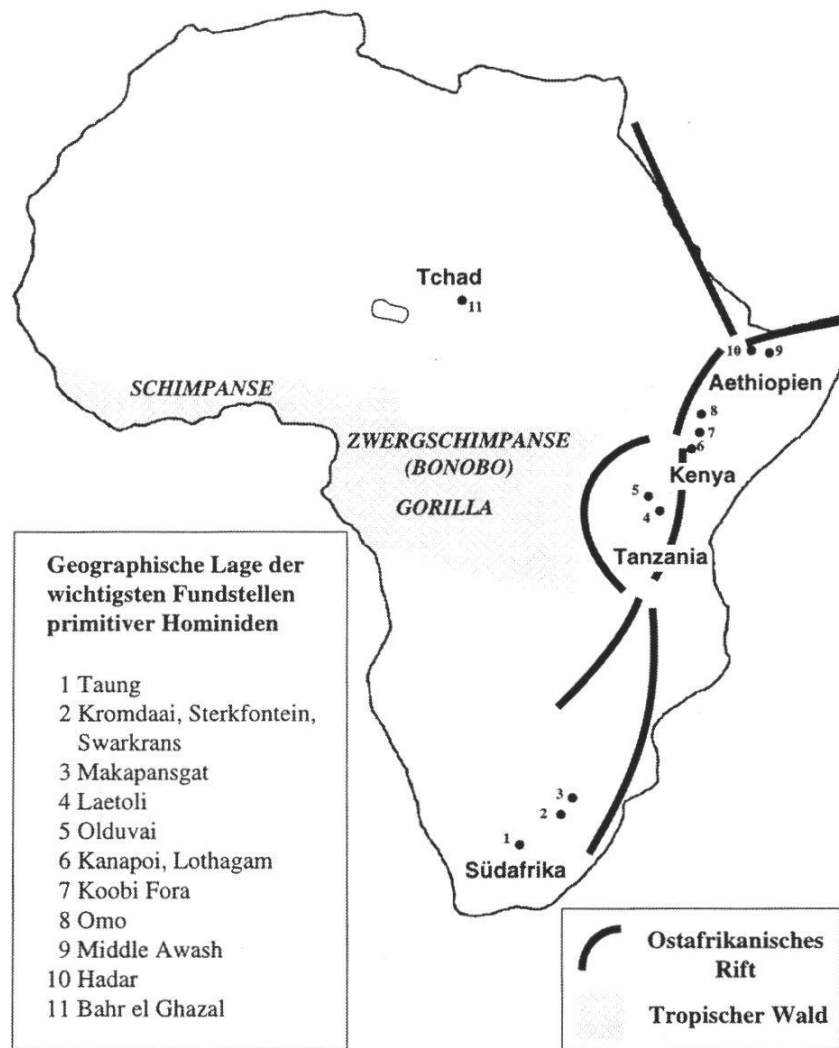 Tchad
11
10
9
Aethiopien
SCHIMPANSE
8
7
ZWERGSCHIMPANSE
(BONOBO)
6
Kenya
GORILLA
5
4
Tanzania
Geographische Lage der
wichtigsten Fundstellen
primitiver Hominiden
1 Taung
2 Kromdaai, Sterkfontein,
Swarkrans
3 Makapansgat
4 Laetoli
5 Olduvai
6 Kanapoi, Lothagam
7 Koobi Fora
8 Omo
9 Middle Awash
10 Hadar
11 Bahr el Ghazal
3
2
1
Südafrika
Ostafrikanisches
Rift
Tropischer Wald